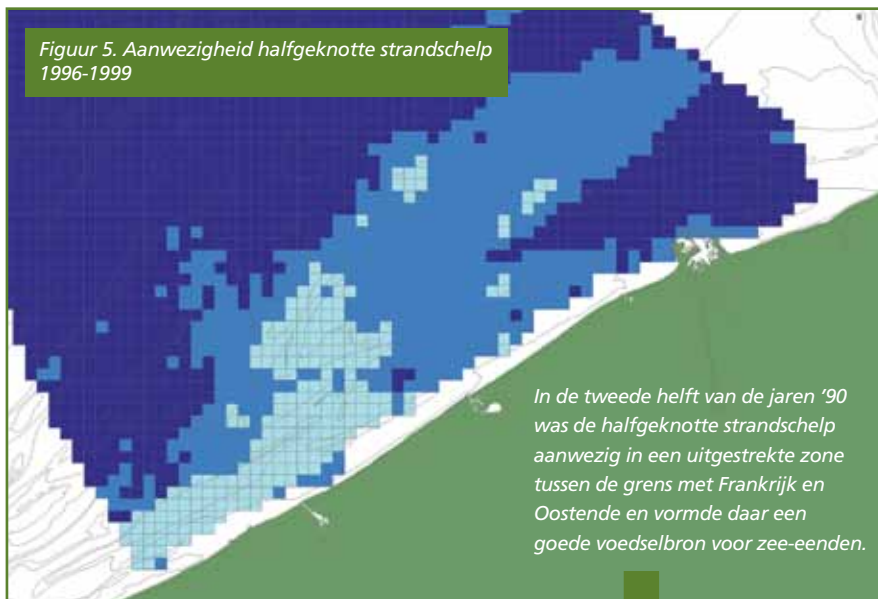 Figuur 5. Aanwezigheid halfgeknotte strandschelp
1996-1999
In de tweede helft van de jaren ’90
was de halfgeknotte strandschelp
aanwezig in een uitgestrekte zone
tussen de grens met Frankrijk en
Oostende en vormde daar een
goede voedselbron voor zee-eenden.